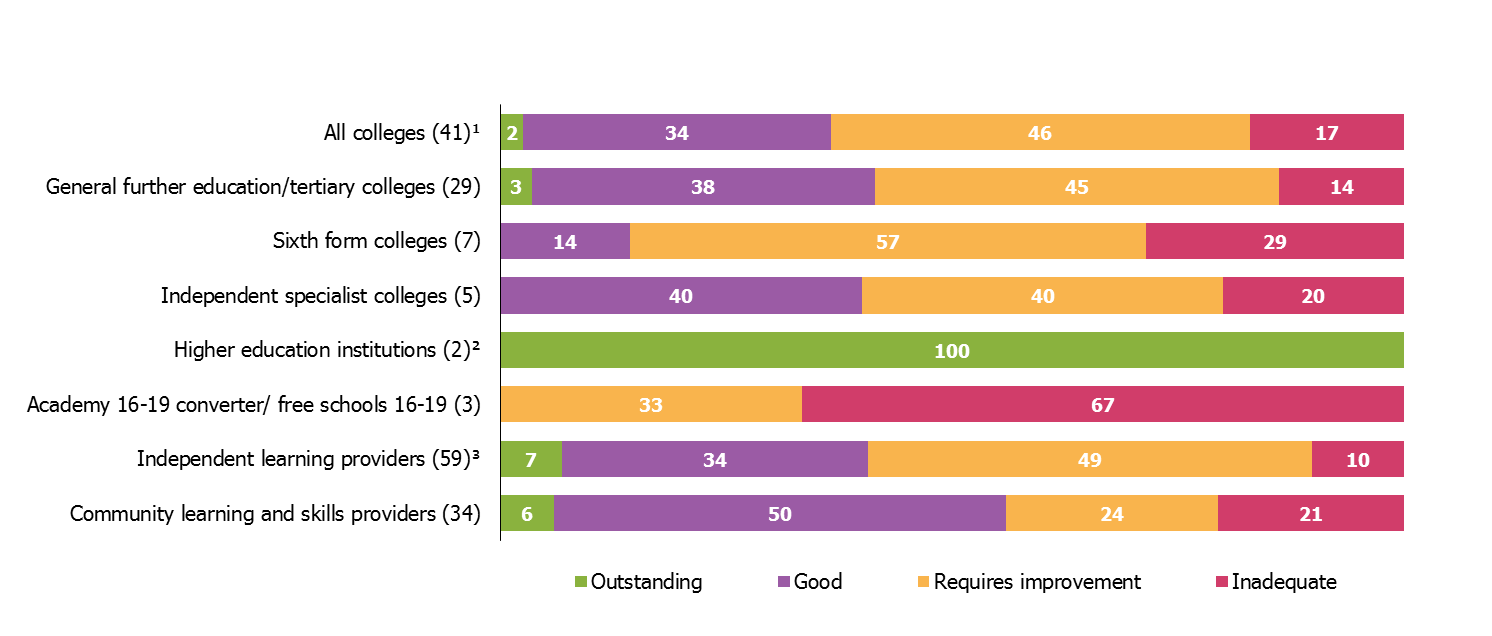 All colleges (41)¹ 2 34 46 17
General further education/tertiary colleges (29) 3 38 45 14
Sixth form colleges (7) 14 57 29
Independent specialist colleges (5) 40 40 20
Higher education institutions (2)² 100
Academy 16-19 converter/ free schools 16-19 (3) 33 67
Independent learning providers (59)³ 7 34 49 10
Community learning and skills providers (34) 6 50 24 21
Outstanding Good Requires improvement Inadequate